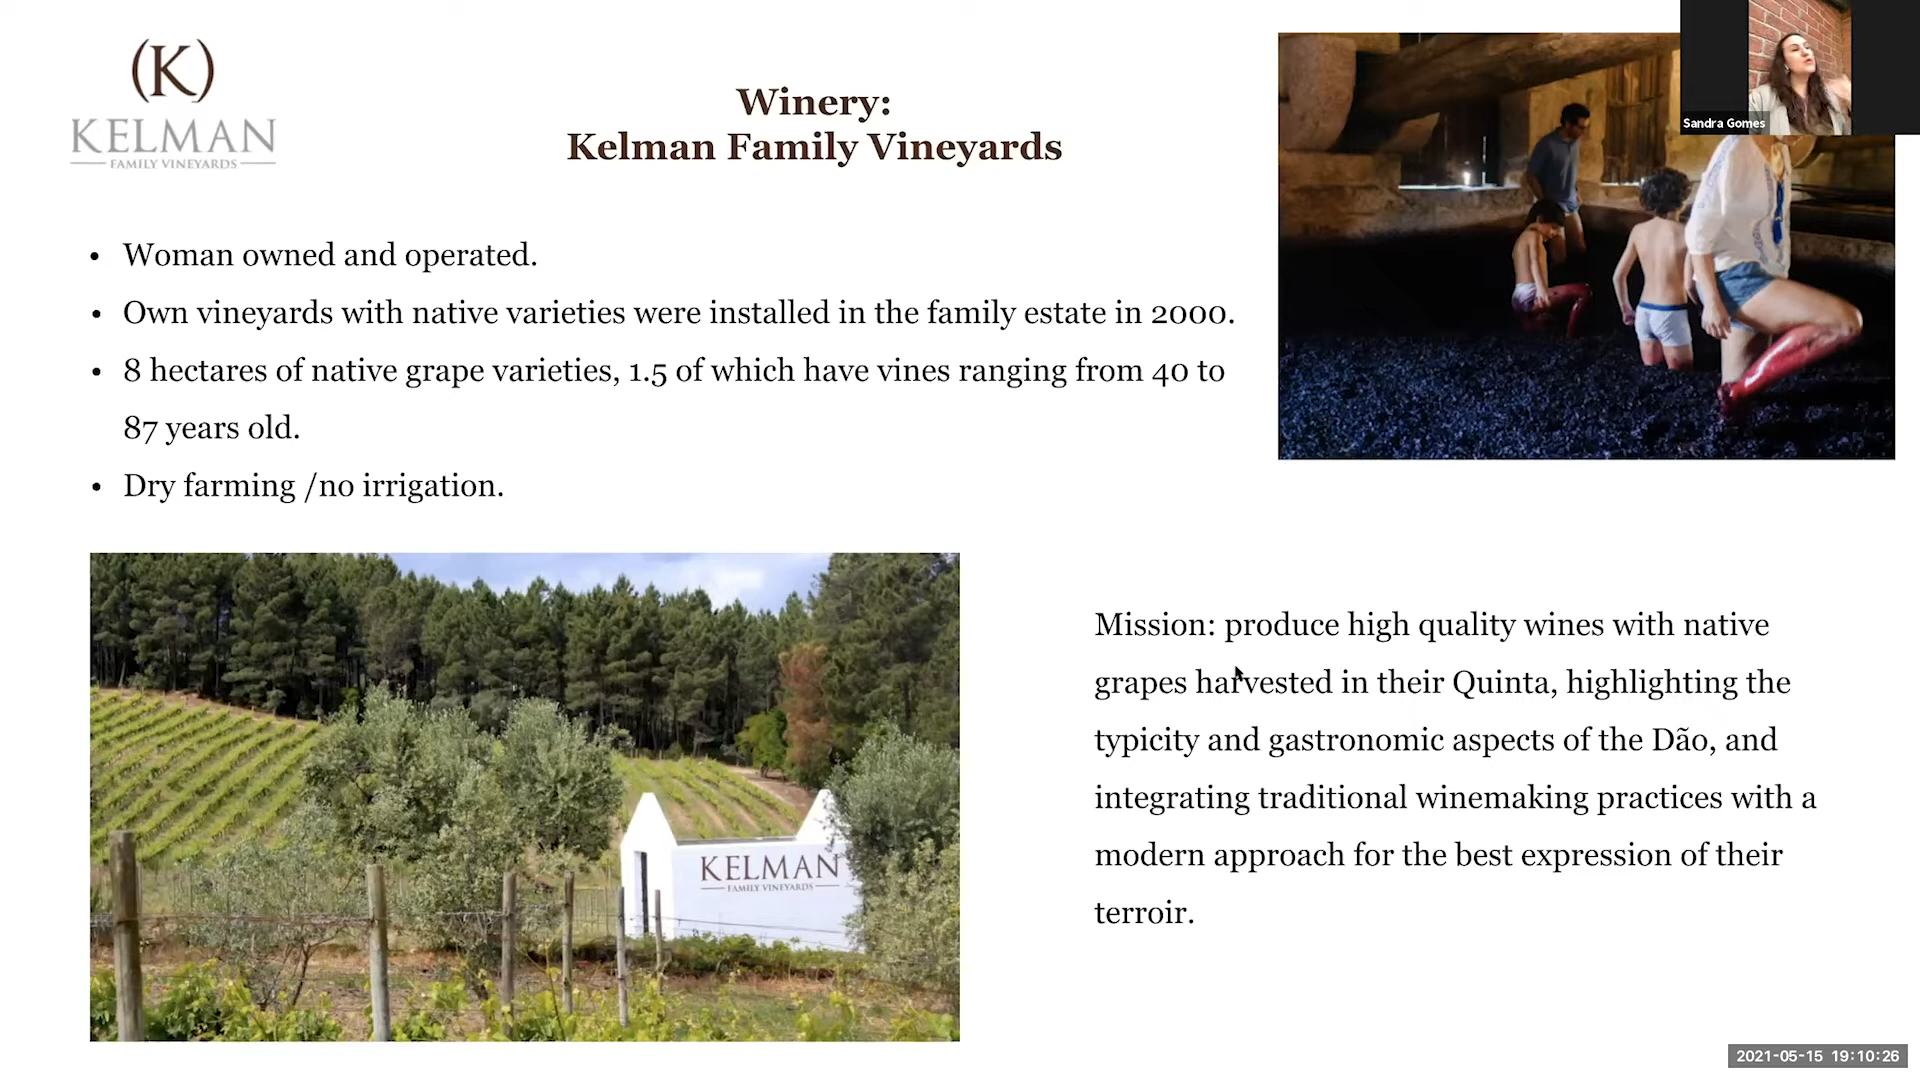 (K)
KELMAN
FAMILY VINEYARDS
Winery:
Kelman Family Vineyards
Sandra Gomes
• Woman owned and operated.
• Own vineyards with native varieties were installed in the family estate in 2000.
• 8 hectares of native grape varieties, 1.5 of which have vines ranging from 40 to
87 years old.
• Dry farming /no irrigation.
KELMAN
FAMILY VINEYARDS
Mission: produce high quality wines with native
grapes harvested in their Quinta, highlighting the
typicity and gastronomic aspects of the Dão, and
integrating traditional winemaking practices with a
modern approach for the best expression of their
terroir.
2021-05-15 19:10:26